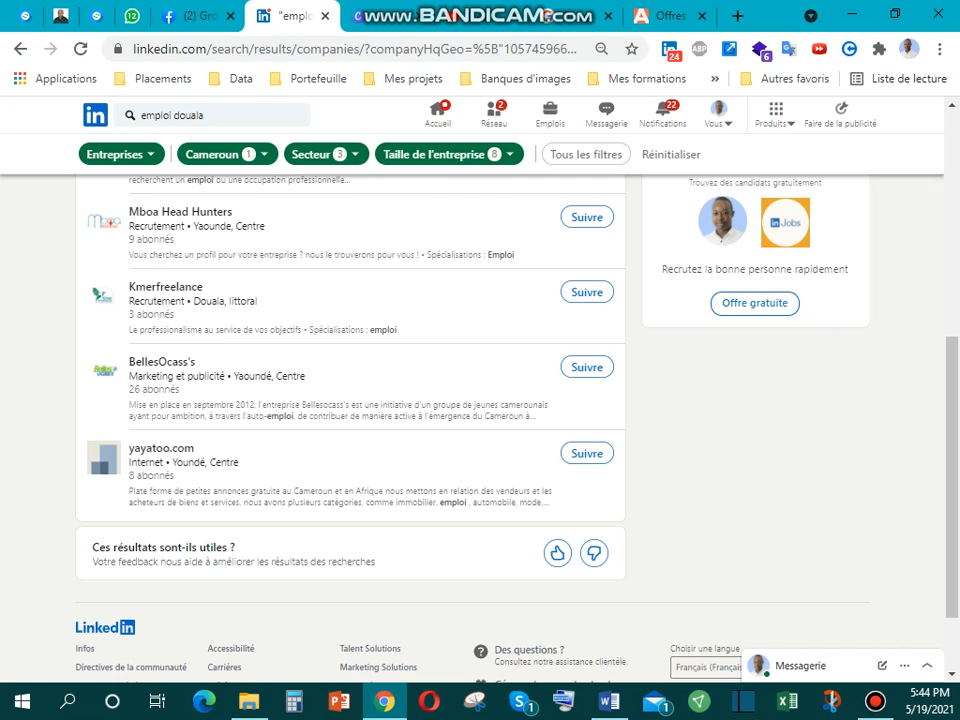 (2) Gro
"emplo
WWW.BANDICAM.COM
Offres
linkedin.com/search/results/companies/?companyHqGeo=%5B"105745966...
24
ABP
6
Applications
Placements
Data
Portefeuille
Mes projets
Banques d'images
Mes formations
»
Autres favoris
Liste de lecture
in
emploi douala
Accueil
2
Réseau
Emplois
Messagerie
22
Notifications
Vous
Produits
Faire de la publicité
Entreprises
Cameroun 1
Secteur 3
Taille de l'entreprise 8
Tous les filtres
Réinitialiser
recherchent un emploi ou une occupation professionnelle...
Mboa Head Hunters
Recrutement • Yaounde, Centre
9 abonnés
Vous cherchez un profil pour votre entreprise ? nous le trouverons pour vous ! • Spécialisations : Emploi
Suivre
Kmerfreelance
Recrutement • Douala, littoral
3 abonnés
Le professionalisme au service de vos objectifs • Spécialisations : emploi
Suivre
BellesOcass's
Marketing et publicité • Yaoundé, Centre
26 abonnés
Mise en place en septembre 2012, l'entreprise Bellesocass's est une initiative d'un groupe de jeunes camerounais
ayant pour ambition, à travers l'auto-emploi, de contribuer de manière active à l'émergence du Cameroun à...
Suivre
yayatoo.com
Internet • Youndé, Centre
8 abonnés
Plate forme de petites annonces gratuite au Cameroun et en Afrique nous mettons en relation des vendeurs et les
acheteurs de biens et services, nous avons plusieurs catégories, comme immobilier, emploi , automobile, mode,...
Suivre
Trouvez des candidats gratuitement
in Jobs
Recrutez la bonne personne rapidement
Offre gratuite
Ces résultats sont-ils utiles ?
Votre feedback nous aide à améliorer les résultats des recherches
Linked in
Infos
Accessibilité
Talent Solutions
Des questions ?
Consultez notre assistance clientèle.
Choisir une langue
Directives de la communauté
Carrières
Marketing Solutions
Français (Français
Messagerie
5:44 PM
5/19/2021